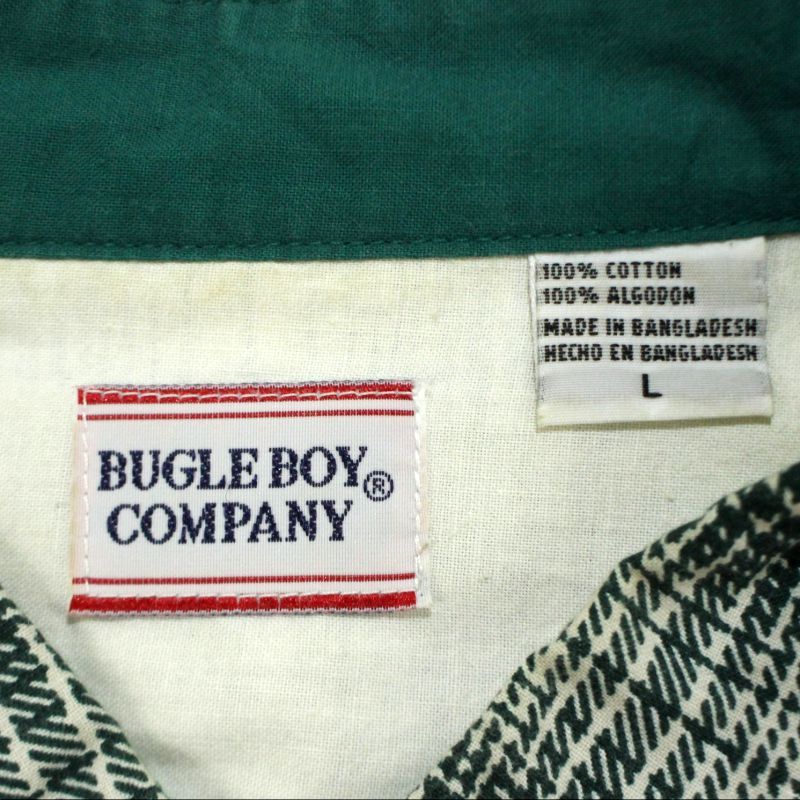 100% COTTON
100% ALGODON
MADE IN BANGLADESH
HECHO EN BANGLADESH
L
BUGLE BOY®
COMPANY